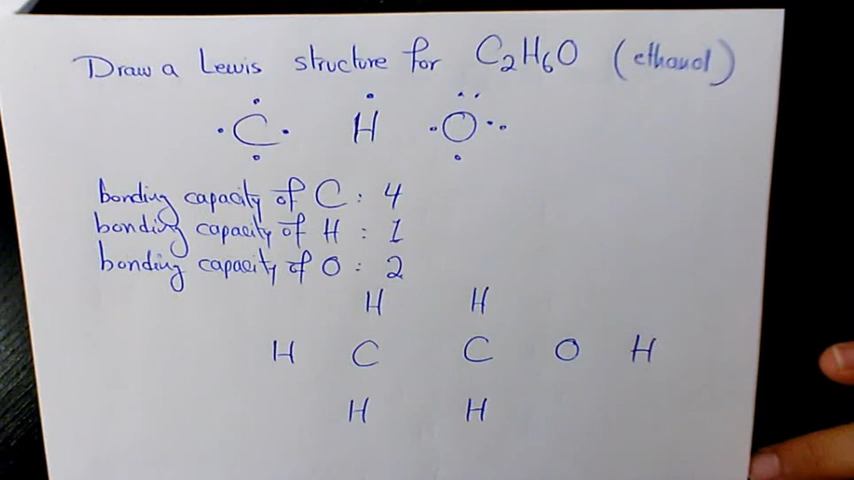 Draw a Lewis structure for C₂H₆O (ethanol)
C H O
bonding capacity of C : 4
bonding capacity of H : 1
bonding capacity of O : 2
H H
H C C O H
H H